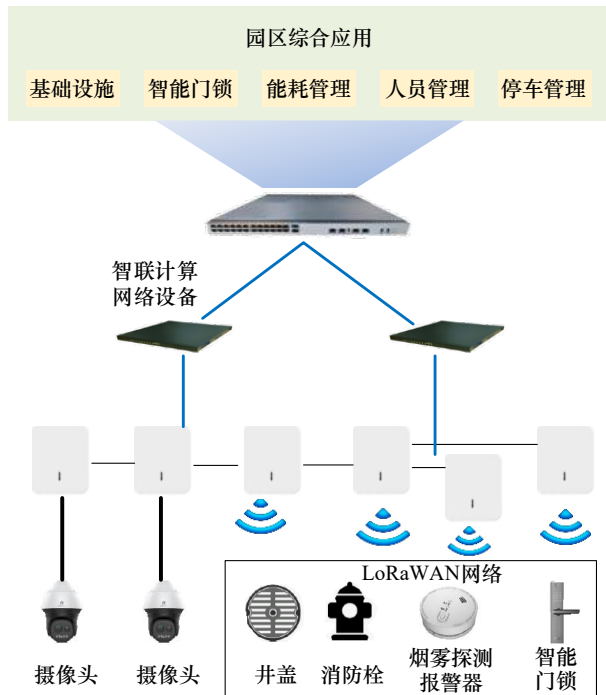 园区综合应用
基础设施 智能门锁 能耗管理 人员管理 停车管理
智联计算
网络设备
LoRaWAN网络
摄像头 摄像头 井盖 消防栓 烟雾探测
报警器 智能
门锁